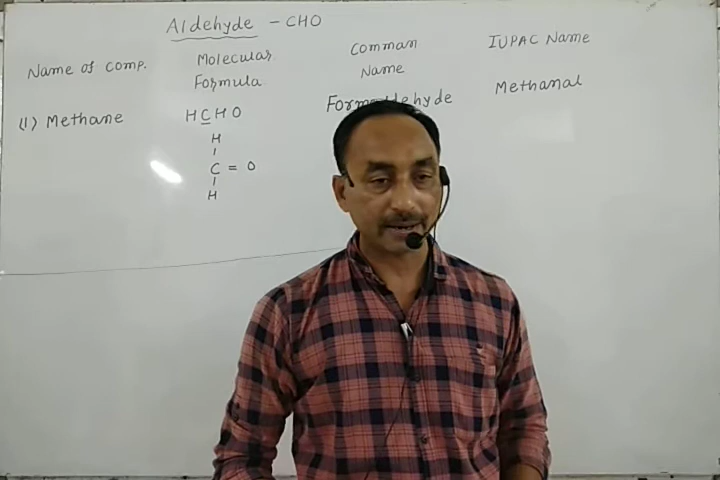 Aldehyde - CHO
Name of comp. Molecular Formula Comman Name IUPAC Name
(1) Methane HCHO Methanal
H
C = O
H